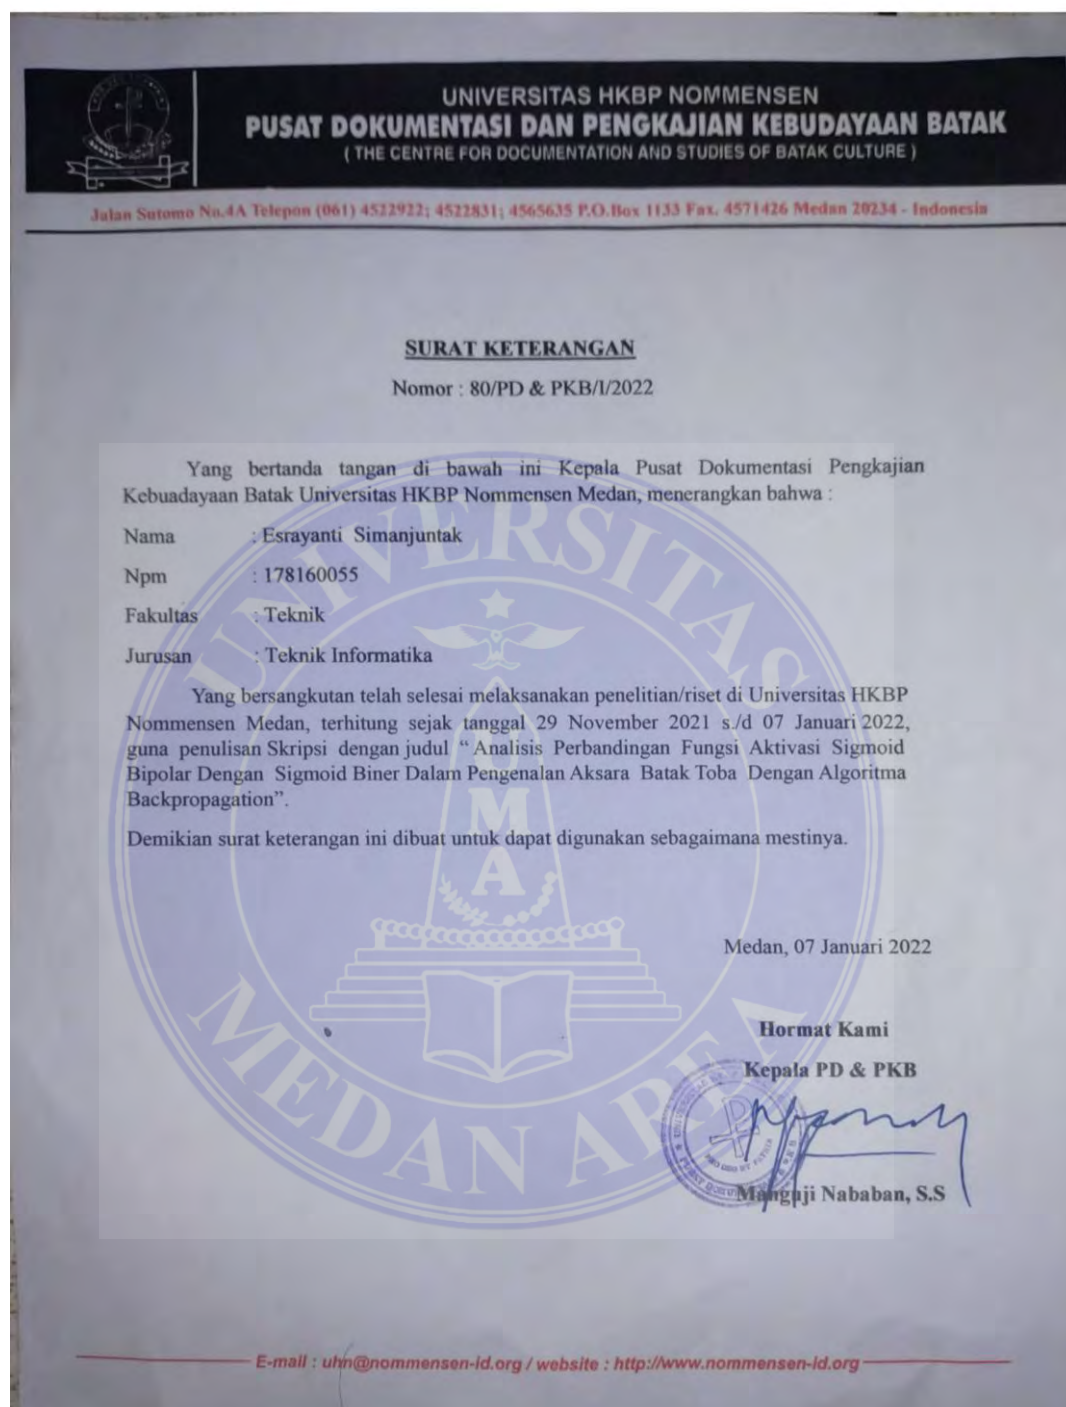 UNIVERSITAS HKBP NOMMENSEN
PUSAT DOKUMENTASI DAN PENGKAJIAN KEBUDAYAAN BATAK
( THE CENTRE FOR DOCUMENTATION AND STUDIES OF BATAK CULTURE )
Jalan Sutomo No.4A Telepon (061) 4522922; 4522831; 4565635 P.O.Box 1133 Fax. 4571426 Medan 20234 - Indonesia
SURAT KETERANGAN
Nomor : 80/PD & PKB/I/2022
Yang bertanda tangan di bawah ini Kepala Pusat Dokumentasi Pengkajian
Kebuadayaan Batak Universitas HKBP Nommensen Medan, menerangkan bahwa :
Nama : Esrayanti Simanjuntak
Npm : 178160055
Fakultas : Teknik
Jurusan : Teknik Informatika
Yang bersangkutan telah selesai melaksanakan penelitian/riset di Universitas HKBP
Nommensen Medan, terhitung sejak tanggal 29 November 2021 s./d 07 Januari 2022,
guna penulisan Skripsi dengan judul “ Analisis Perbandingan Fungsi Aktivasi Sigmoid
Bipolar Dengan Sigmoid Biner Dalam Pengenalan Aksara Batak Toba Dengan Algoritma
Backpropagation”.
Demikian surat keterangan ini dibuat untuk dapat digunakan sebagaimana mestinya.
UNIVERSITAS
UMA
MEDAN AREA
Medan, 07 Januari 2022
Hormat Kami
Kepala PD & PKB
PRO DEO ET PATRIA
Manguji Nababan, S.S
E-mail : uhn@nommensen-id.org / website : http://www.nommensen-id.org